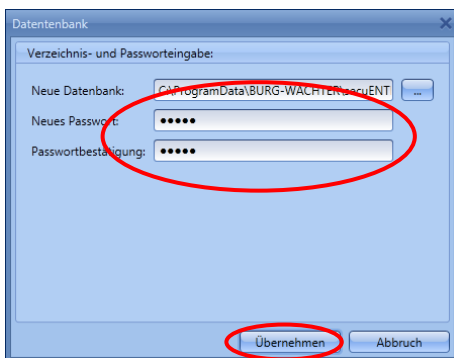 Datentenbank
Verzeichnis- und Passworteingabe:
Neue Datenbank: C:\ProgramData\BURG-WÄCHTER\secuENT ...
Neues Passwort: •••••
Passwortbestätigung: •••••
Übernehmen Abbruch